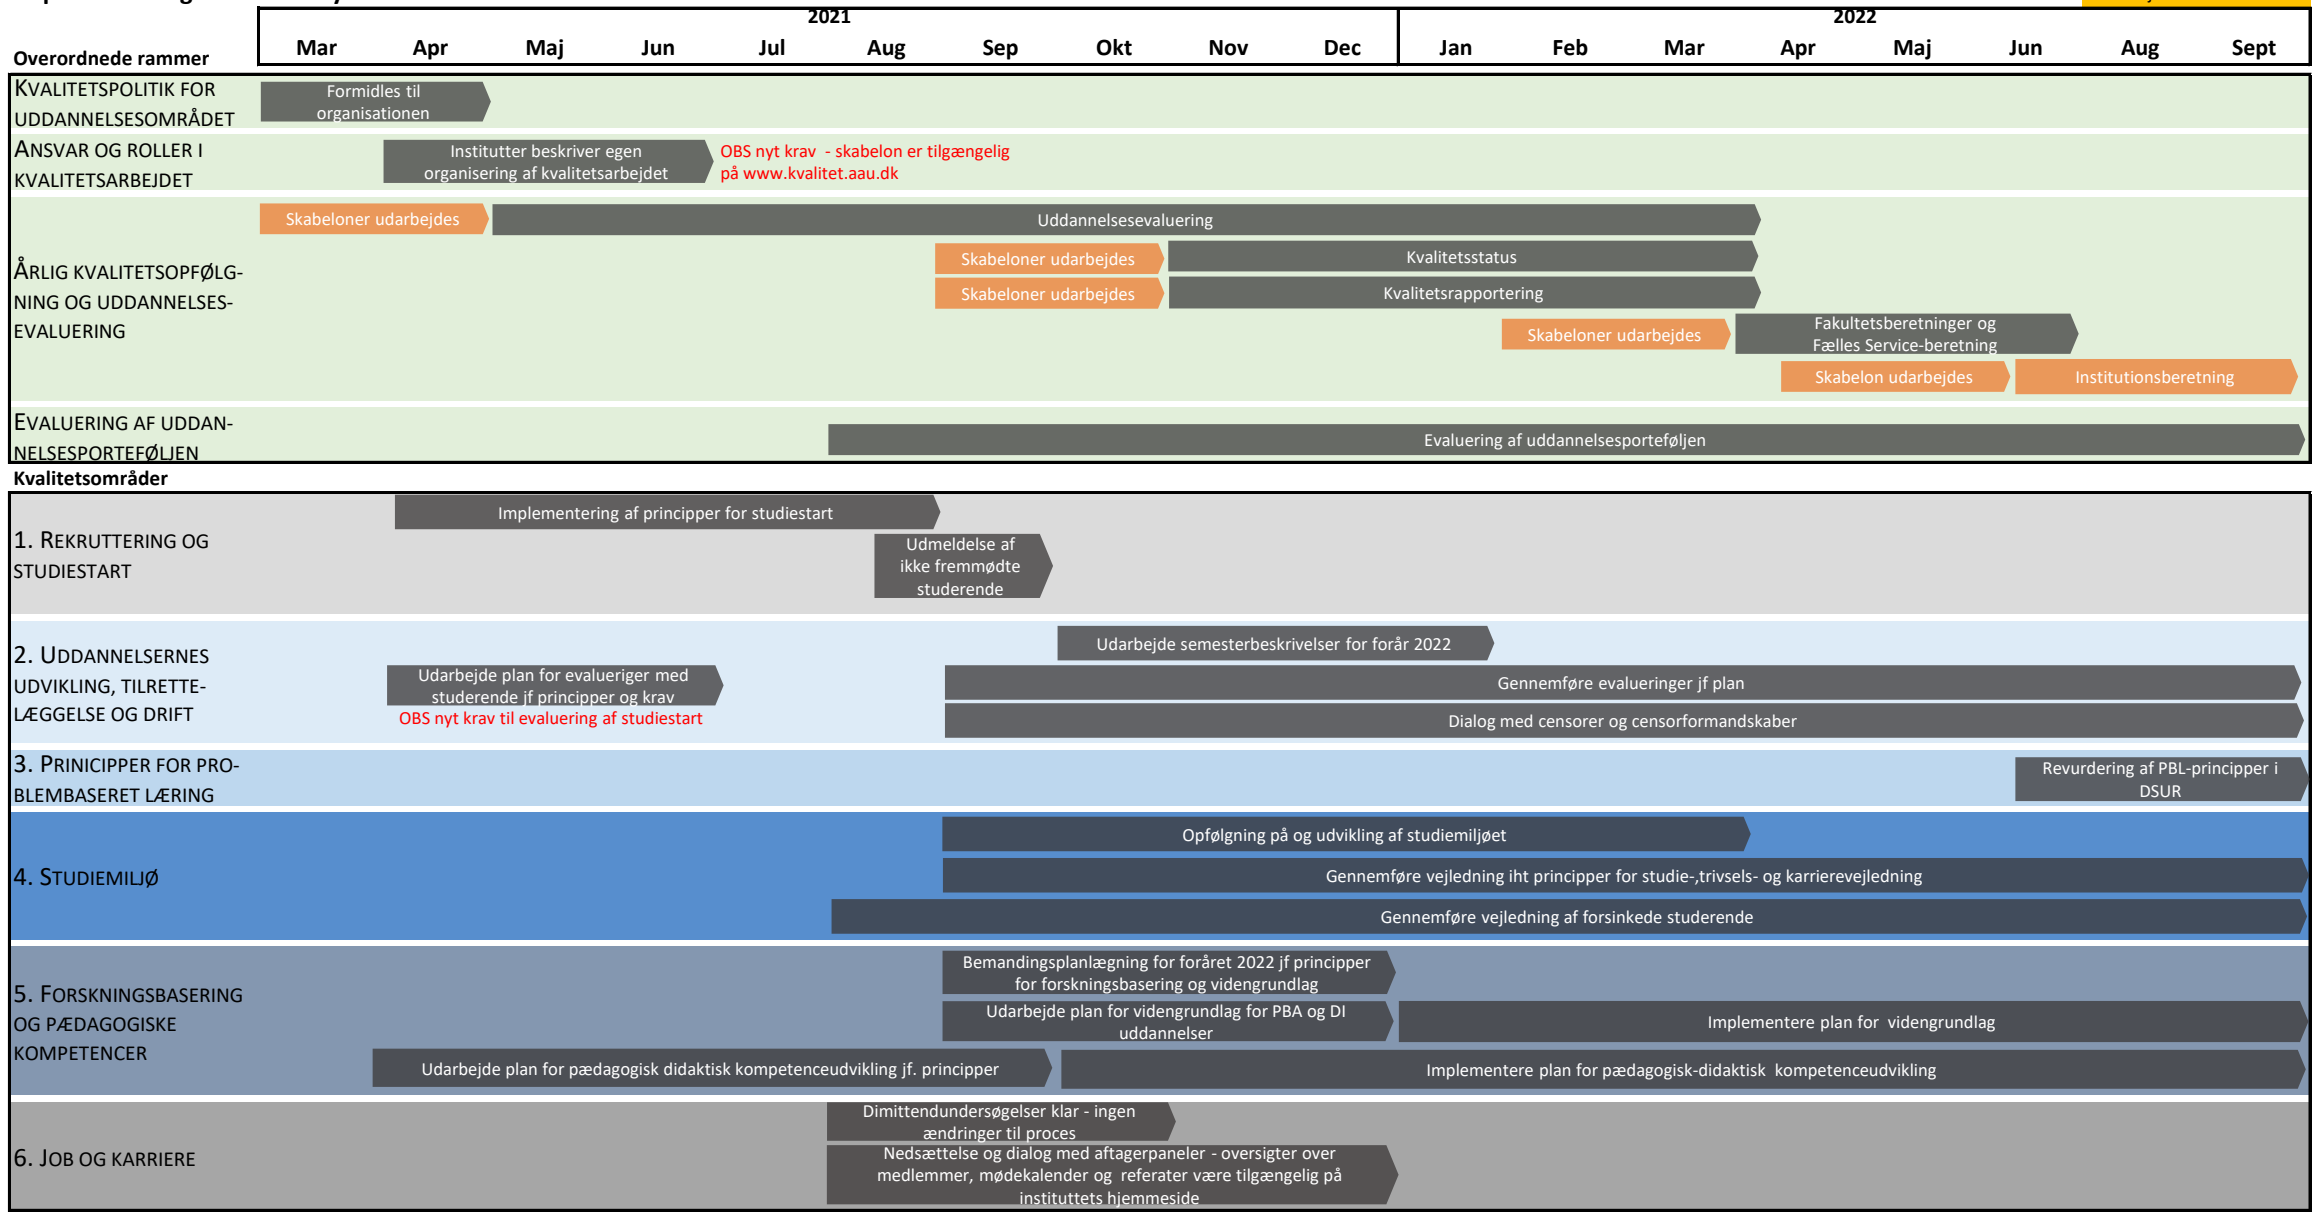 2021
2022
Overordnede rammer
Mar Apr Maj Jun Jul Aug Sep Okt Nov Dec Jan Feb Mar Apr Maj Jun Aug Sept
KVALITETSPOLITIK FOR
UDDANNELSESOMRÅDET
Formidles til
organisationen
ANSVAR OG ROLLER I
KVALITETSARBEJDET
Institutter beskriver egen
organisering af kvalitetsarbejdet
OBS nyt krav - skabelon er tilgængelig
på www.kvalitet.aau.dk
ÅRLIG KVALITETSOPFØLG-
NING OG UDDANNELSES-
EVALUERING
Skabeloner udarbejdes
Uddannelsesevaluering
Skabeloner udarbejdes
Kvalitetsstatus
Skabeloner udarbejdes
Kvalitetsrapportering
Skabeloner udarbejdes
Fakultetsberetninger og
Fælles Service-beretning
Skabelon udarbejdes
Institutionsberetning
EVALUERING AF UDDAN-
NELSESPORTEFØLJEN
Evaluering af uddannelsesporteføljen
Kvalitetsområder
1. REKRUTTERING OG
STUDIESTART
Implementering af principper for studiestart
Udmeldelse af
ikke fremmødte
studerende
2. UDDANNELSERNES
UDVIKLING, TILRETTE-
LÆGGELSE OG DRIFT
Udarbejde semesterbeskrivelser for forår 2022
Udarbejde plan for evalueriger med
studerende jf principper og krav
OBS nyt krav til evaluering af studiestart
Gennemføre evalueringer jf plan
Dialog med censorer og censorformandskaber
3. PRINICIPPER FOR PRO-
BLEMBASERET LÆRING
Revurdering af PBL-principper i
DSUR
4. STUDIEMILJØ
Opfølgning på og udvikling af studiemiljøet
Gennemføre vejledning iht principper for studie-,trivsels- og karrierevejledning
Gennemføre vejledning af forsinkede studerende
5. FORSKNINGSBASERING
OG PÆDAGOGISKE
KOMPETENCER
Bemandingsplanlægning for foråret 2022 jf principper
for forskningsbasering og videngrundlag
Udarbejde plan for videngrundlag for PBA og DI
uddannelser
Implementere plan for videngrundlag
Udarbejde plan for pædagogisk didaktisk kompetenceudvikling jf. principper
Implementere plan for pædagogisk-didaktisk kompetenceudvikling
6. JOB OG KARRIERE
Dimittendundersøgelser klar - ingen
ændringer til proces
Nedsættelse og dialog med aftagerpaneler - oversigter over
medlemmer, mødekalender og referater være tilgængelig på
instituttets hjemmeside